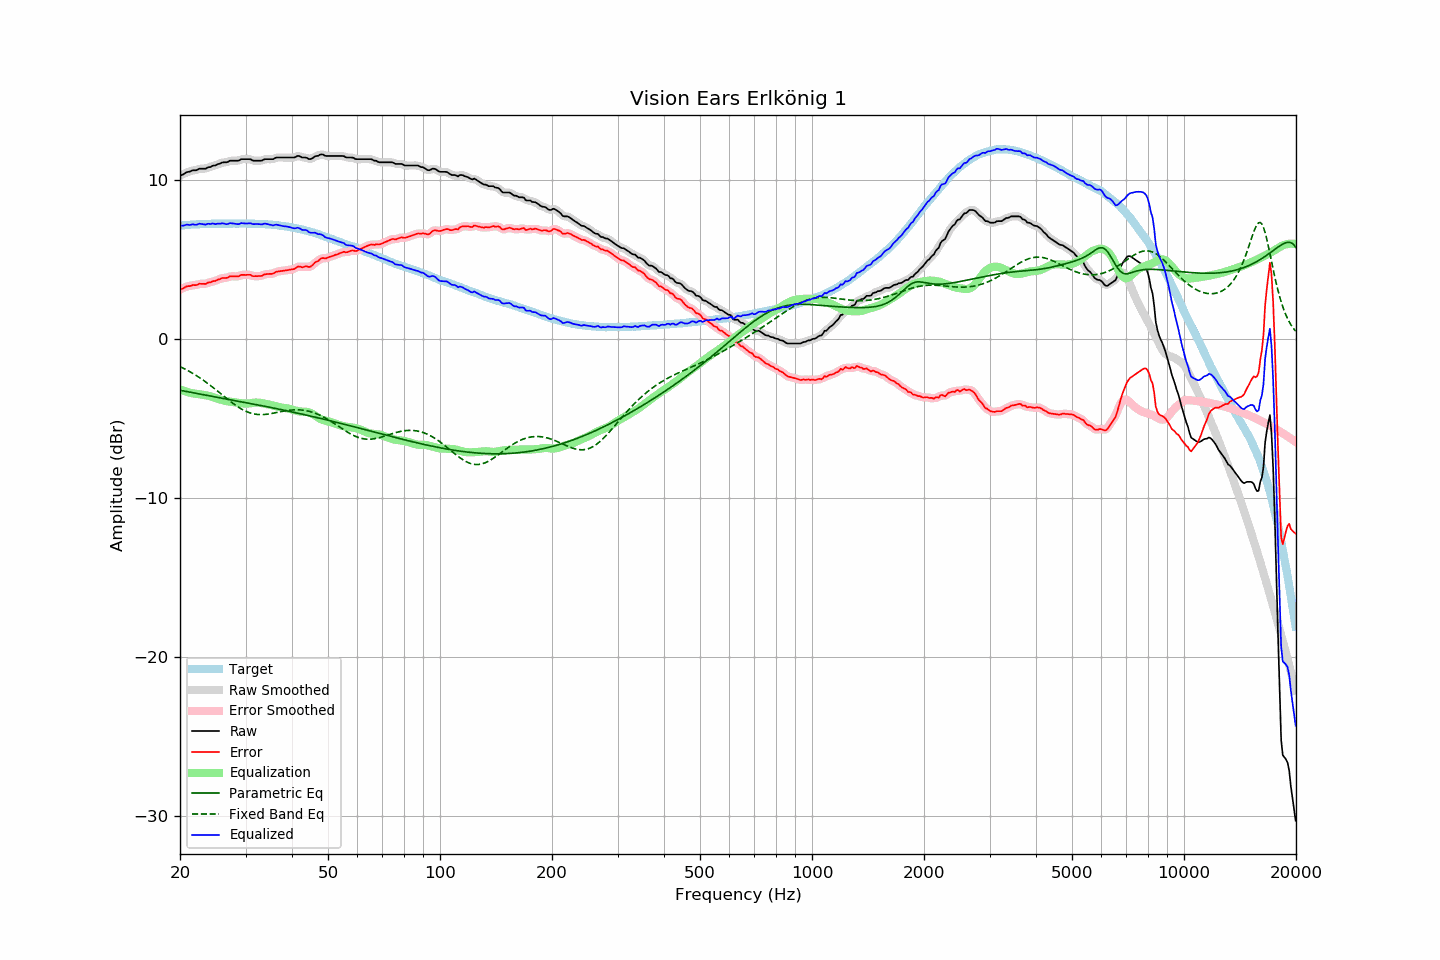 Vision Ears Erlkönig 1
Amplitude (dBr)
10
0
−10
−20
−30
Target
Raw Smoothed
Error Smoothed
Raw
Error
Equalization
Parametric Eq
Fixed Band Eq
Equalized
20 50 100 200 500 1000 2000 5000 10000 20000
Frequency (Hz)